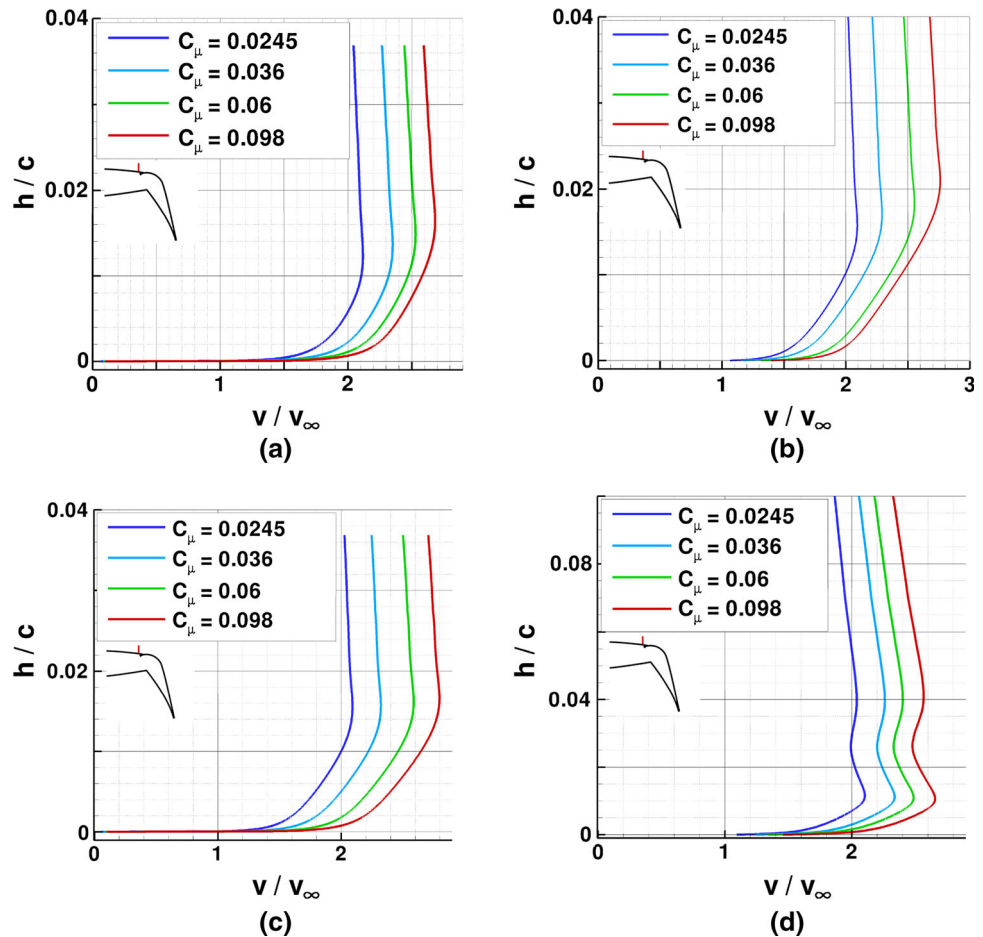 0.04
C_μ = 0.0245
C_μ = 0.036
C_μ = 0.06
C_μ = 0.098
h / c
0.02
0
0
1
2
v / v_∞
(a)
0.04
C_μ = 0.0245
C_μ = 0.036
C_μ = 0.06
C_μ = 0.098
h / c
0.02
0
0
1
2
3
v / v_∞
(b)
0.04
C_μ = 0.0245
C_μ = 0.036
C_μ = 0.06
C_μ = 0.098
h / c
0.02
0
0
1
2
v / v_∞
(c)
C_μ = 0.0245
C_μ = 0.036
C_μ = 0.06
C_μ = 0.098
0.08
h / c
0.04
0
0
1
2
v / v_∞
(d)